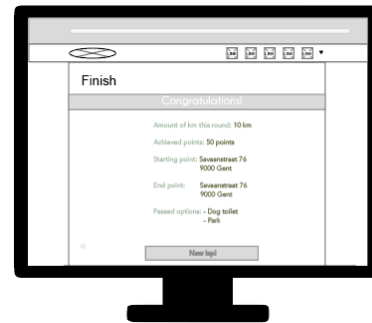 Finish
Congratulations!
Amount of km this round: 10 km
Achieved points: 50 points
Starting point: Savaanstraat 76
9000 Gent
End point: Savaanstraat 76
9000 Gent
Passed options: - Dog toilet
- Park
New lap!